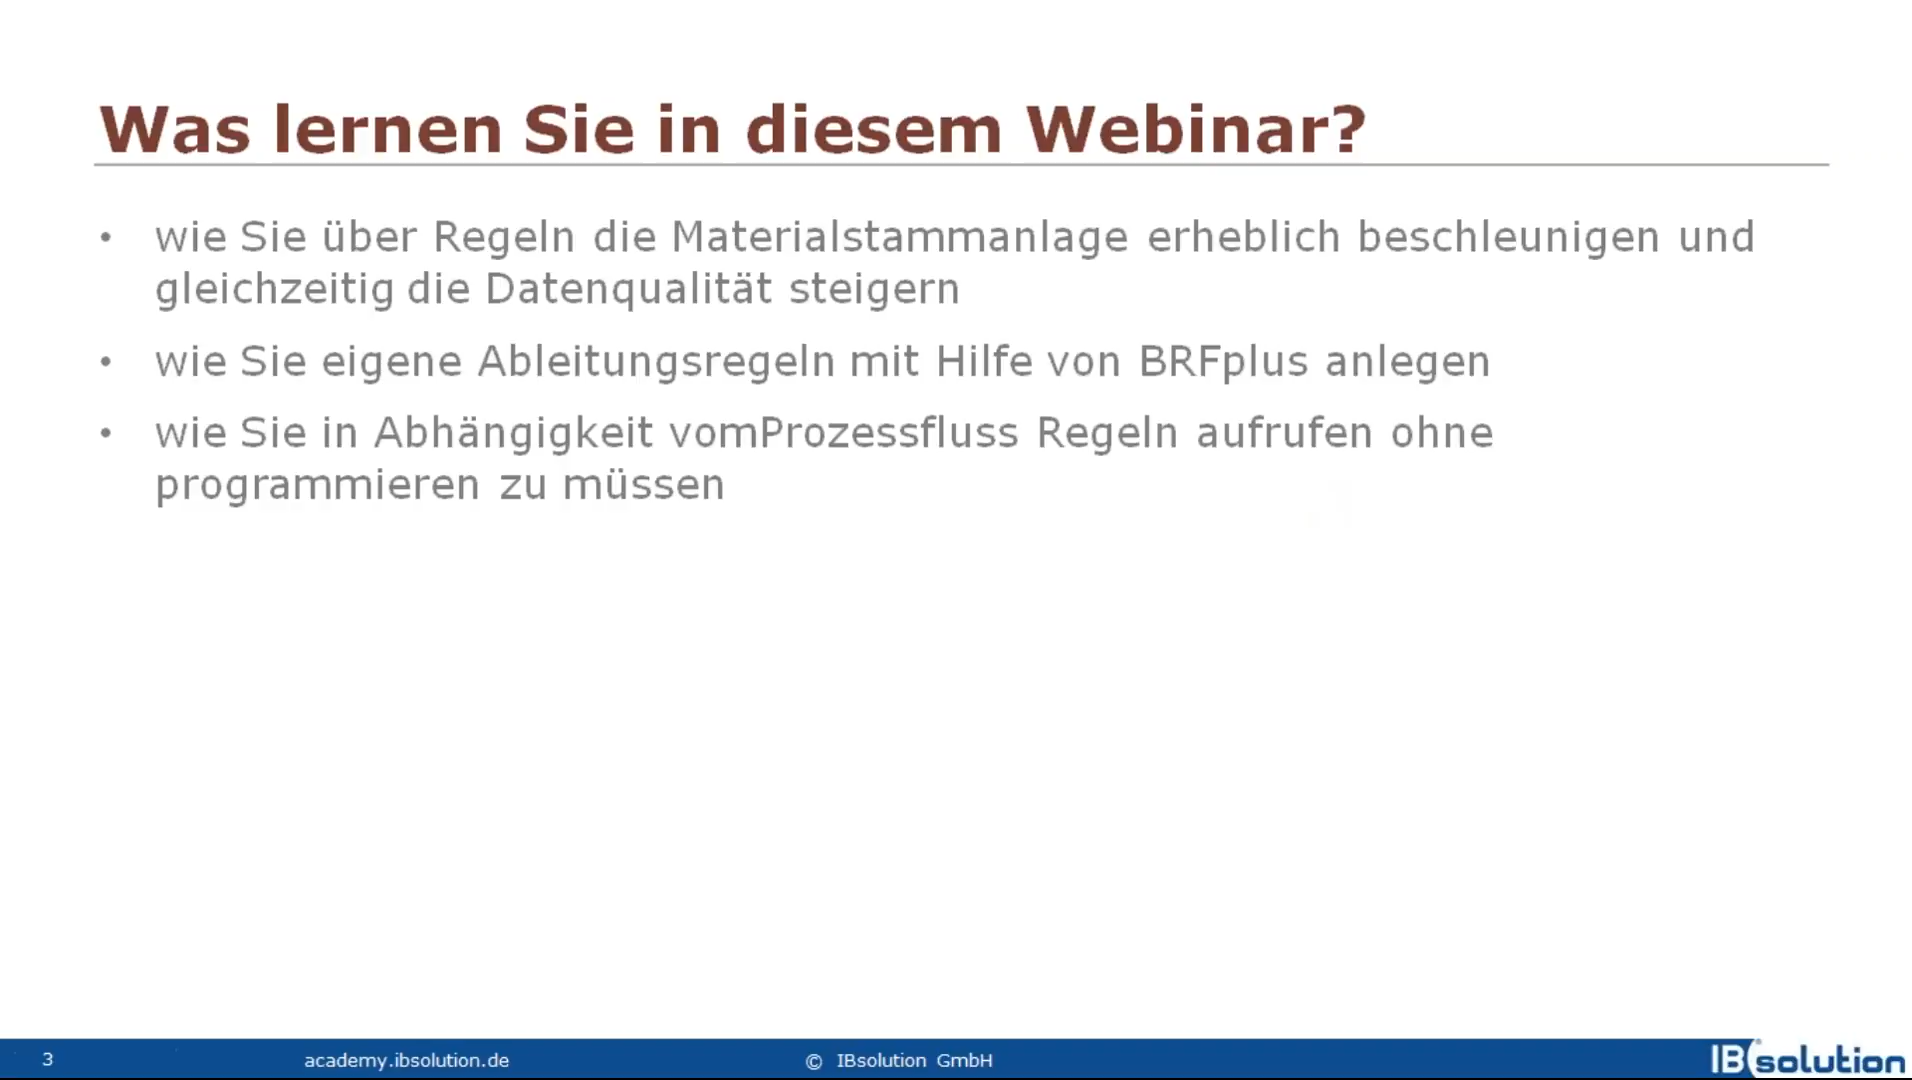 Was lernen Sie in diesem Webinar?
• wie Sie über Regeln die Materialstammanlage erheblich beschleunigen und
gleichzeitig die Datenqualität steigern
• wie Sie eigene Ableitungsregeln mit Hilfe von BRFplus anlegen
• wie Sie in Abhängigkeit vomProzessfluss Regeln aufrufen ohne
programmieren zu müssen
3 academy.ibsolution.de © IBsolution GmbH IBsolution